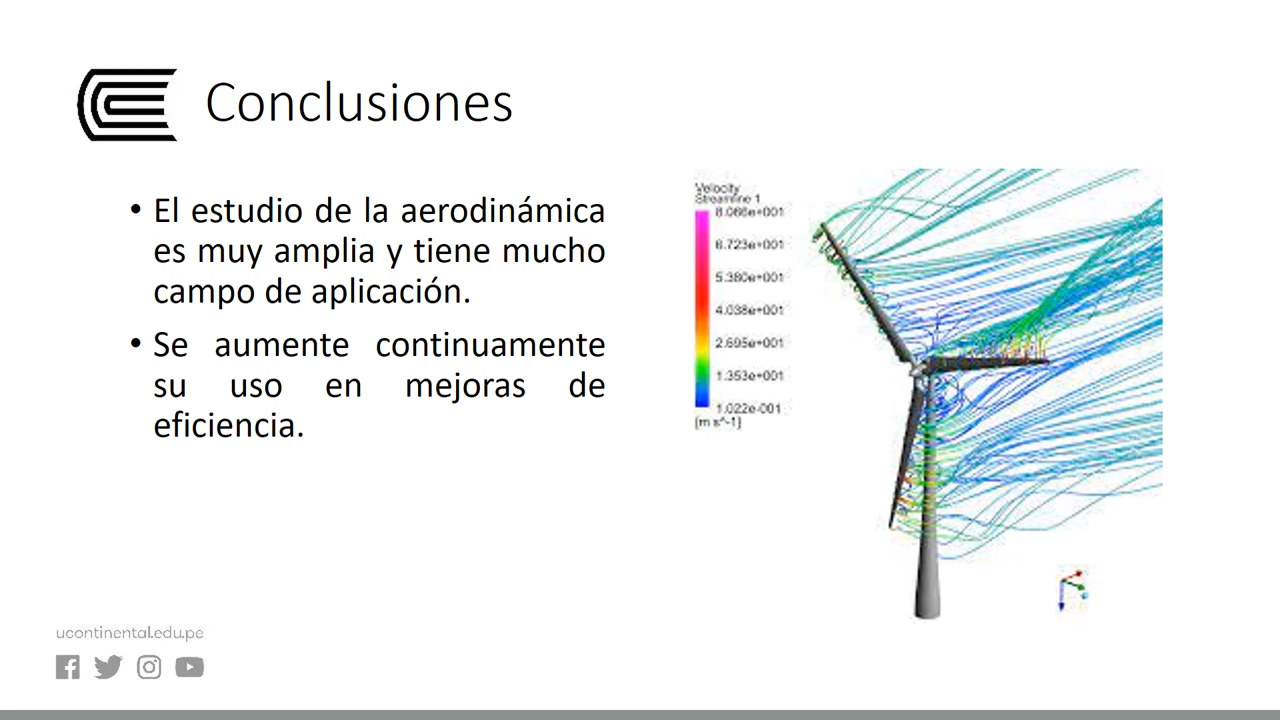 Conclusiones
• El estudio de la aerodinámica
es muy amplia y tiene mucho
campo de aplicación.
• Se aumente continuamente
su uso en mejoras de
eficiencia.
Velocity
Streamline 1
8.066e+001
6.723e+001
5.380e+001
4.038e+001
2.695e+001
1.353e+001
1.022e-001
[m s^-1]
ucontinental.edu.pe